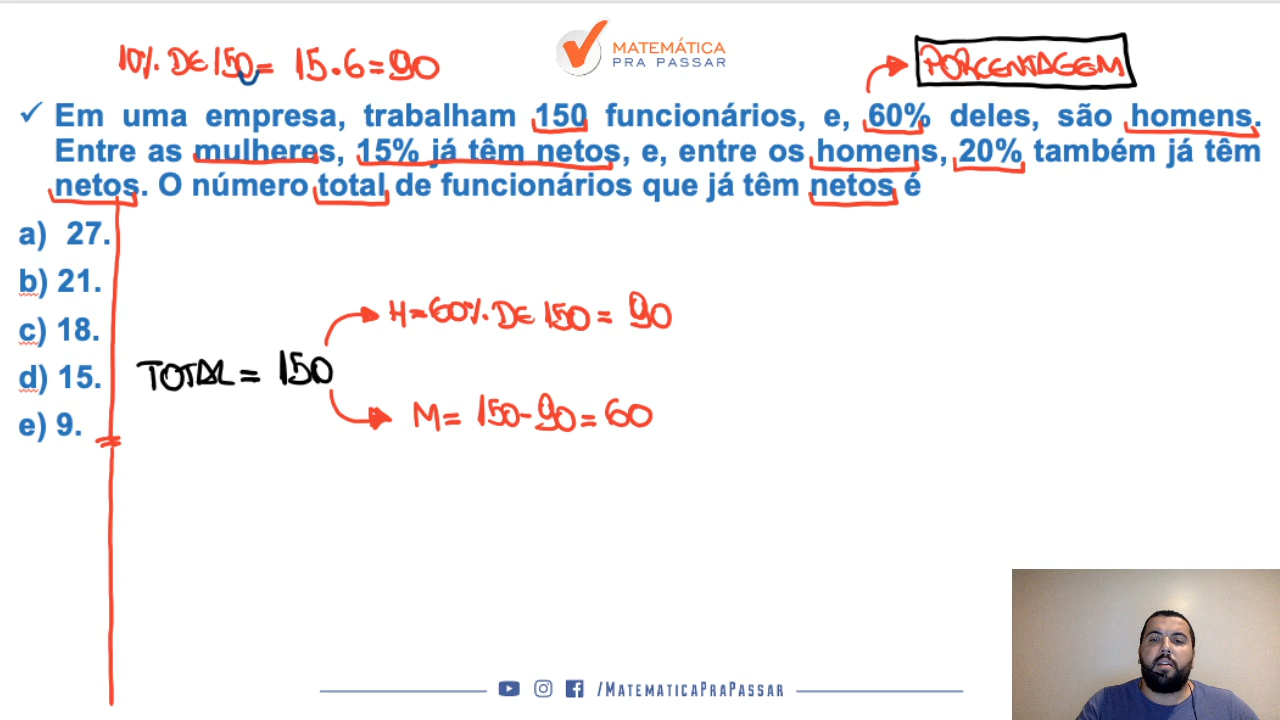 10% DE 150 = 15.6 = 90
MATEMÁTICA
PRA PASSAR
PORCENTAGEM
✓ Em uma empresa, trabalham 150 funcionários, e, 60% deles, são homens.
Entre as mulheres, 15% já têm netos, e, entre os homens, 20% também já têm
netos. O número total de funcionários que já têm netos é
a) 27.
b) 21.
c) 18.
d) 15.
e) 9.
H = 60% DE 150 = 90
TOTAL = 150
M = 150 - 90 = 60
/MATEMATICAPRAPASSAR